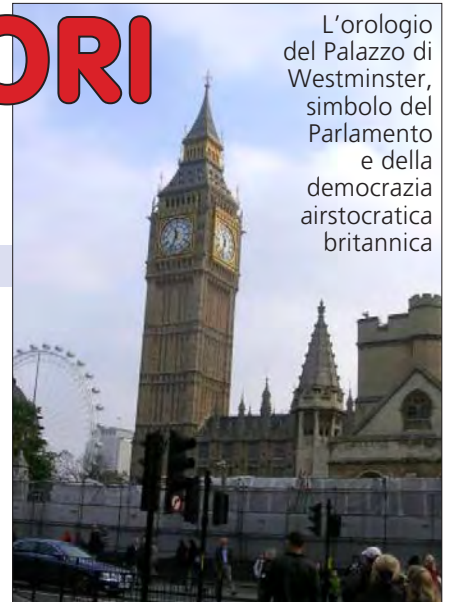 ORI
L’orologio
del Palazzo di
Westminster,
simbolo del
Parlamento
e della
democrazia
airstocratica
britannica